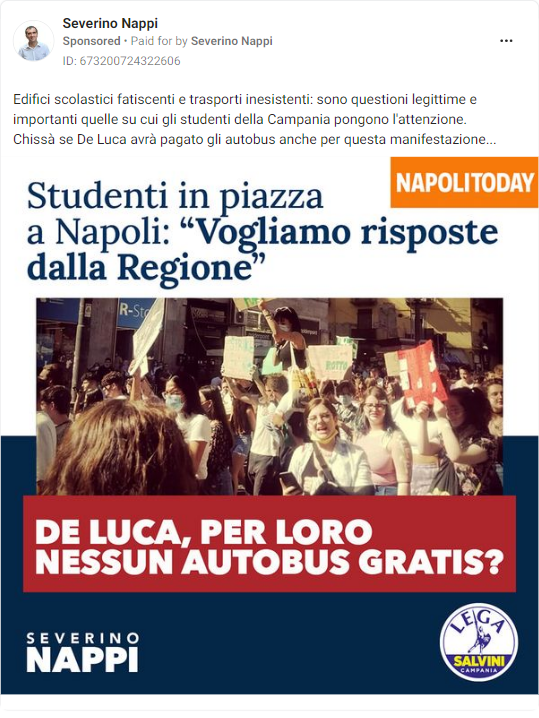 Severino Nappi
Sponsored • Paid for by Severino Nappi
ID: 673200724322606
Edifici scolastici fatiscenti e trasporti inesistenti: sono questioni legittime e
importanti quelle su cui gli studenti della Campania pongono l'attenzione.
Chissà se De Luca avrà pagato gli autobus anche per questa manifestazione...
NAPOLITODAY
Studenti in piazza
a Napoli: “Vogliamo risposte
dalla Regione”
R-Sto
ROTTO
DE LUCA, PER LORO
NESSUN AUTOBUS GRATIS?
SEVERINO
NAPPI
LEGA
SALVINI
CAMPANIA